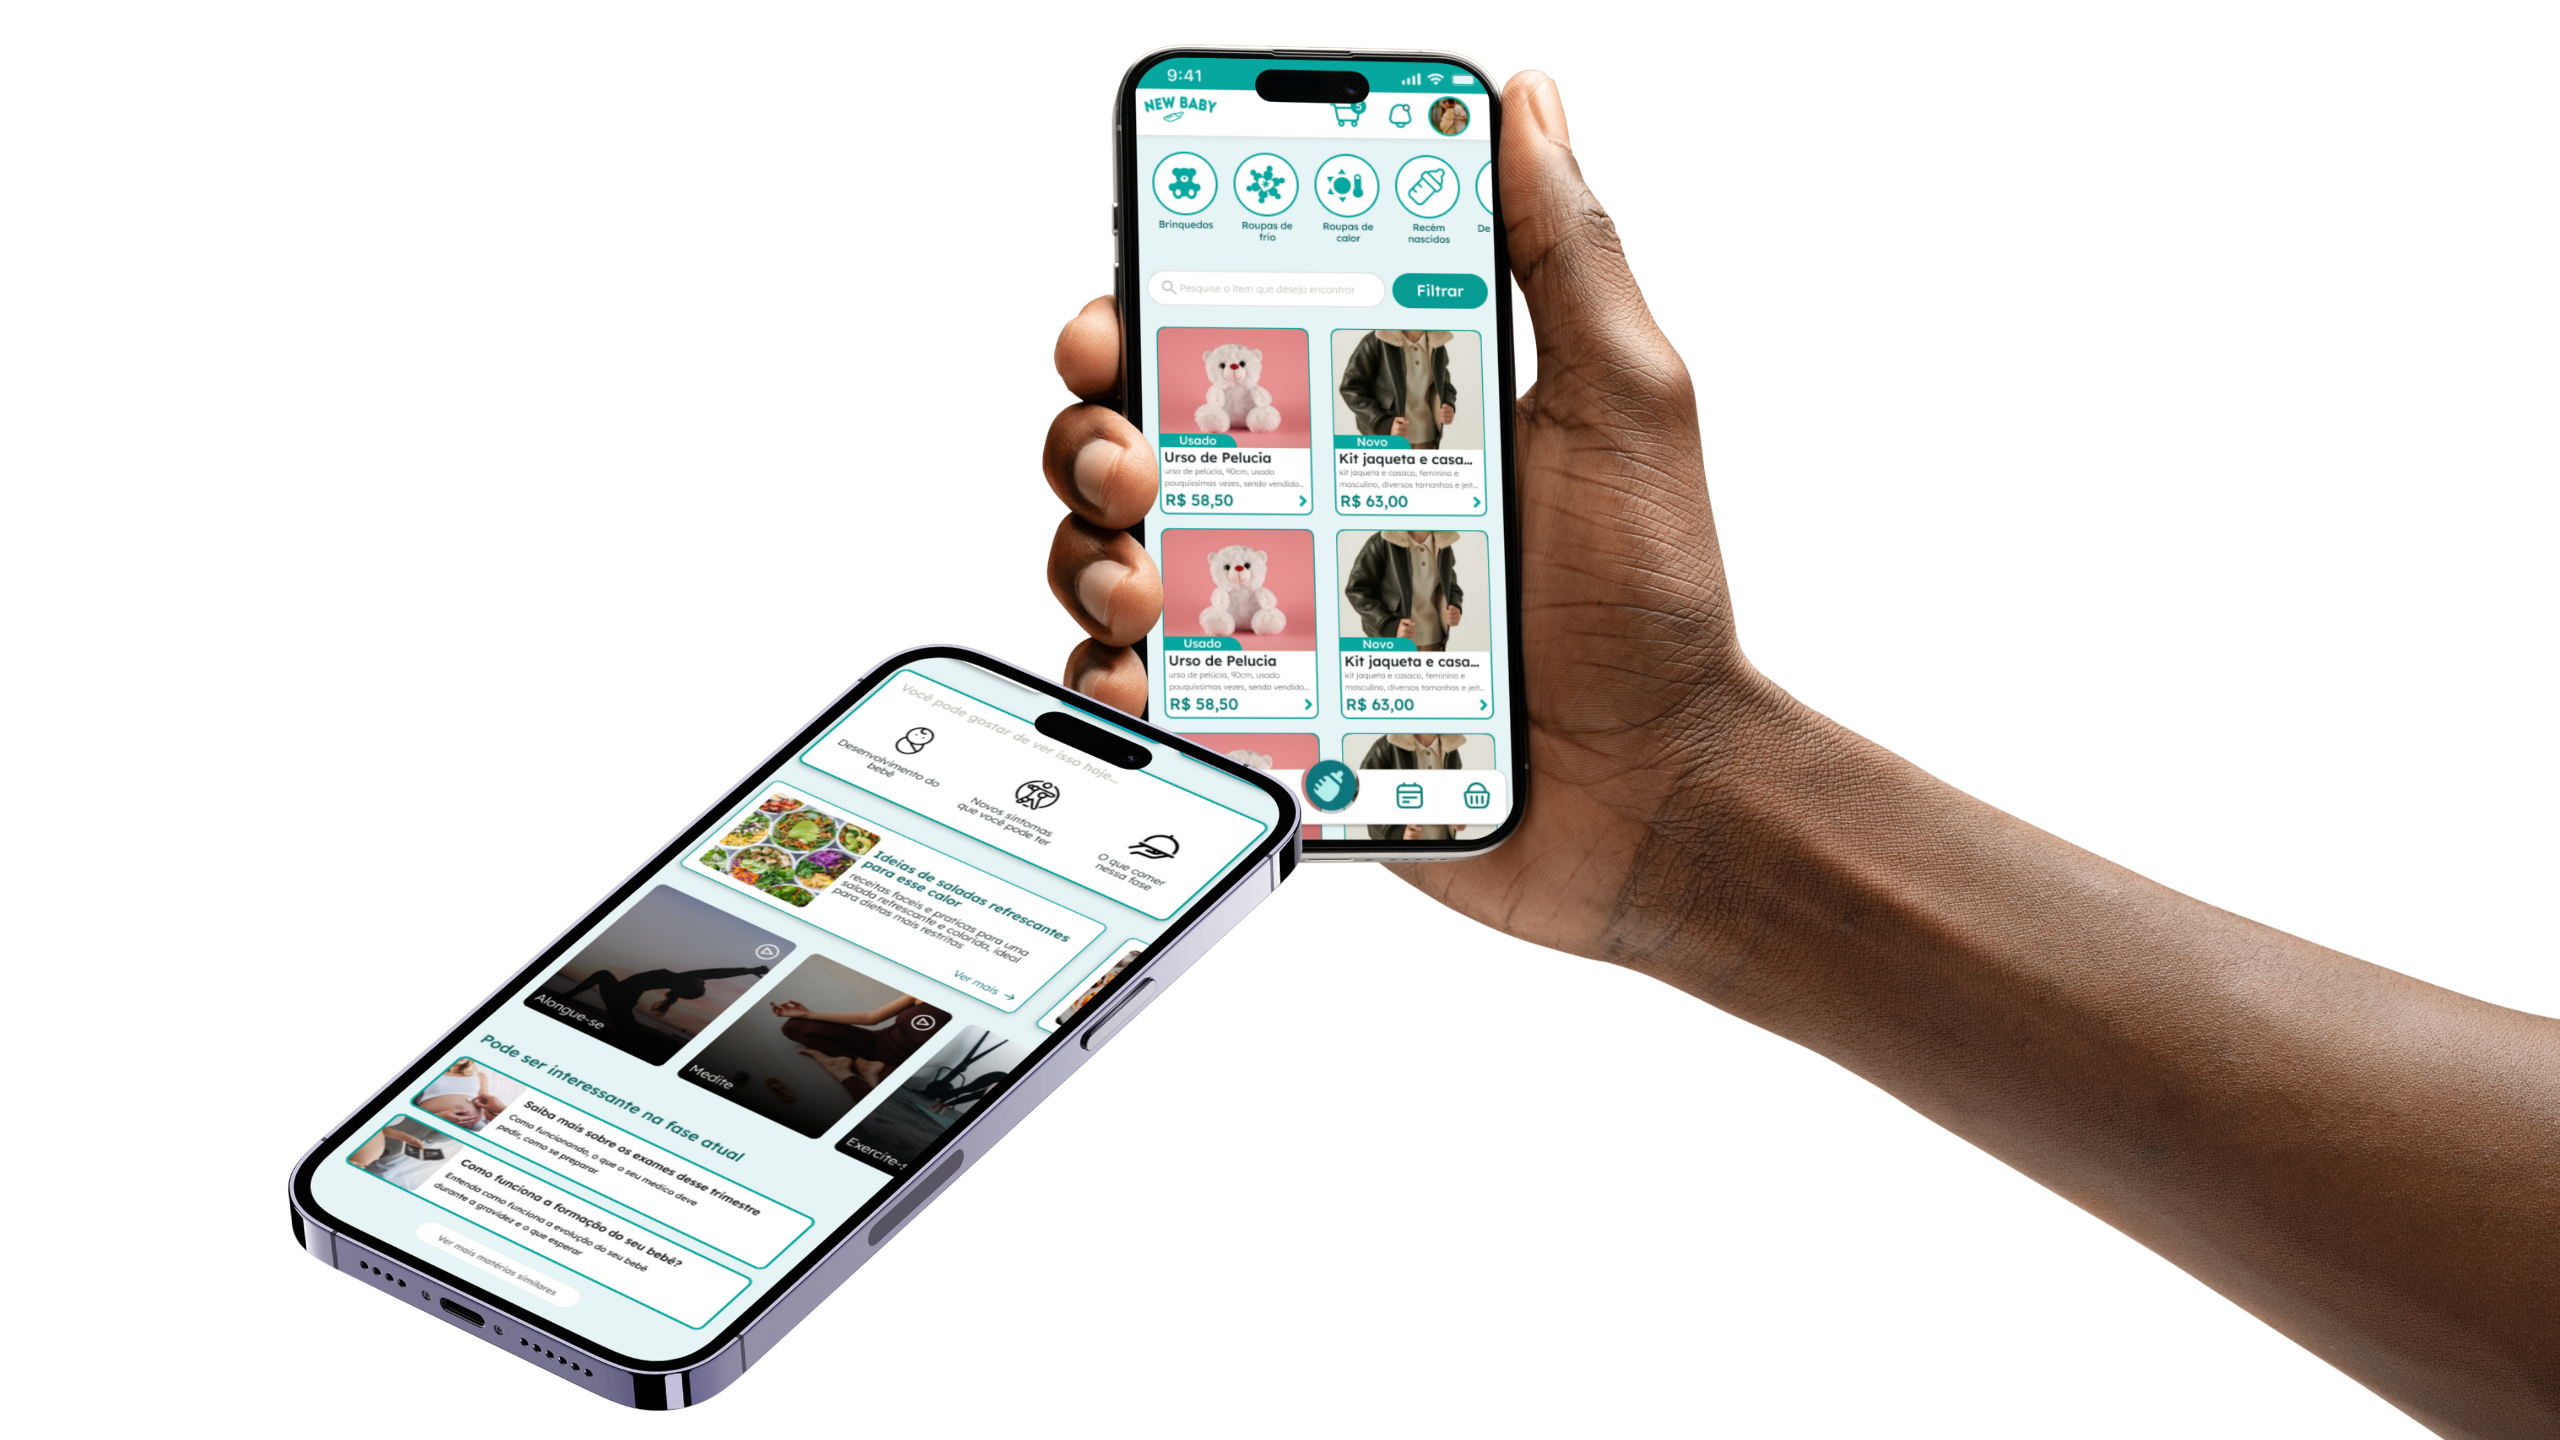 9:41
NEW BABY
5
Brinquedos
Roupas de
frio
Roupas de
calor
Recém
nascidos
De
Pesquise o item que deseja encontrar
Filtrar
Usado
Urso de Pelucia
urso de pelúcia, 90cm, usado
pouquissimas vezes, sendo vendido...
R$ 58,50
Novo
Kit jaqueta e casa...
kit jaqueta e casaco, feminino e
masculino, diversos tamanhos e jeit...
R$ 63,00
Usado
Urso de Pelucia
urso de pelúcia, 90cm, usado
pouquissimas vezes, sendo vendido...
R$ 58,50
Novo
Kit jaqueta e casa...
kit jaqueta e casaco, feminino e
masculino, diversos tamanhos e jeit...
R$ 63,00
Você pode gostar de ver isso hoje...
Desenvolvimento do
bebê
Novos sintomas
que você pode ter
O que comer
nessa fase
Ideias de saladas refrescantes
para esse calor
receitas faceis e praticas para uma
salada refrescante e colorida, ideal
para dietas mais restritas
Ver mais
Alongue-se
Medite
Exercite-s
Pode ser interessante na fase atual
Saiba mais sobre os exames desse trimestre
Como funcionando, o que o seu medico deve
pedir, como se preparar
Como funciona a formação do seu bebê?
Entenda como funciona a evolução do seu bebê
durante a gravidez e o que esperar
Ver mais matérias similares